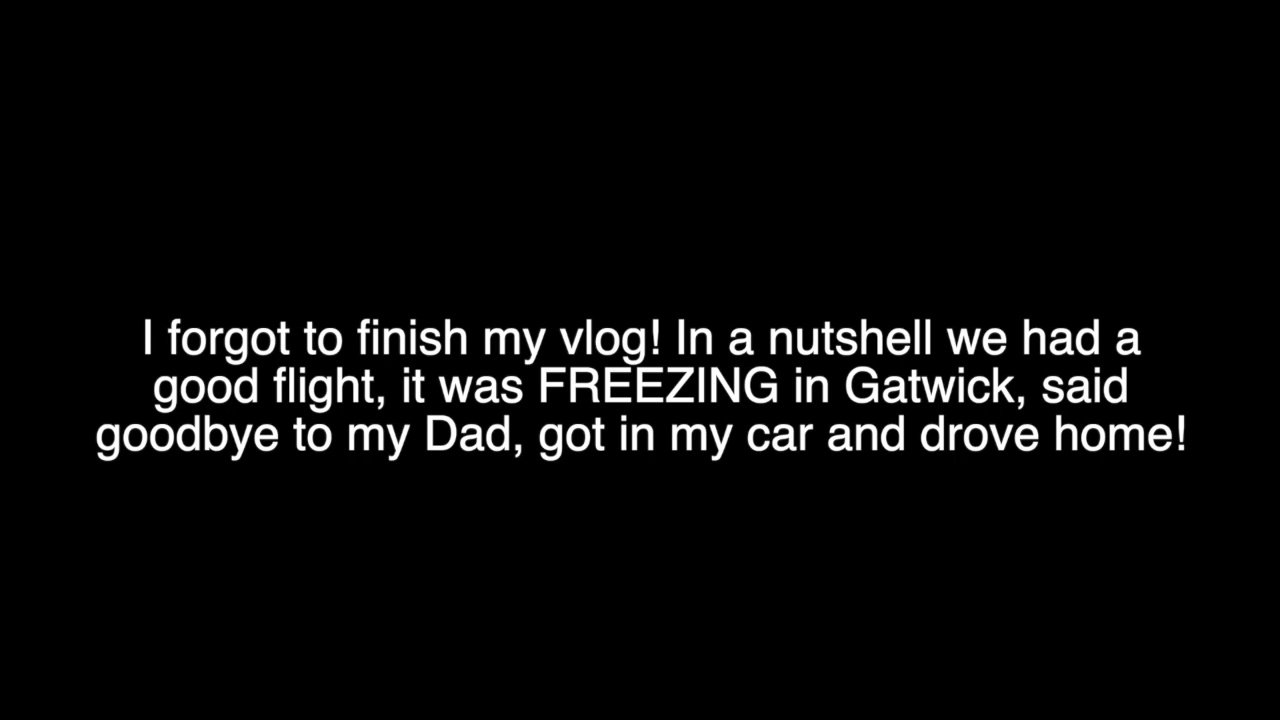 I forgot to finish my vlog! In a nutshell we had a
good flight, it was FREEZING in Gatwick, said
goodbye to my Dad, got in my car and drove home!